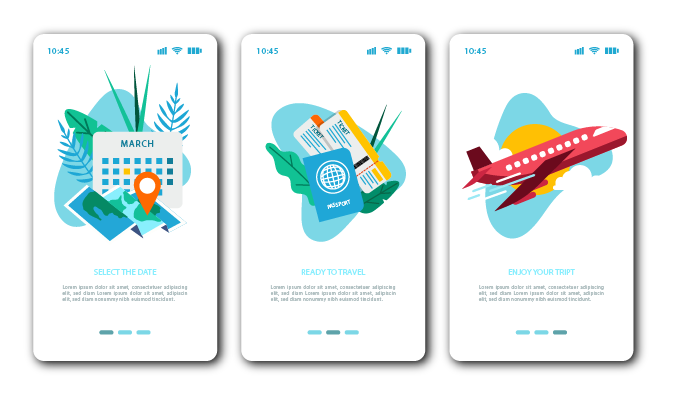 10:45
MARCH
SELECT THE DATE
Lorem ipsum dolor sit amet, consectetuer adipiscing
elit, sed diam Lorem ipsum dolor sit amet, adipiscin
elit, sed diam nonummy nibh euismod tincidunt.
10:45
TICKET
TICKET
PASSPORT
READY TO TRAVEL
Lorem ipsum dolor sit amet, consectetuer adipiscing
elit, sed diam Lorem ipsum dolor sit amet, adipiscin
elit, sed diam nonummy nibh euismod tincidunt.
10:45
ENJOY YOUR TRIPT
Lorem ipsum dolor sit amet, consectetuer adipiscing
elit, sed diam Lorem ipsum dolor sit amet, adipiscin
elit, sed diam nonummy nibh euismod tincidunt.